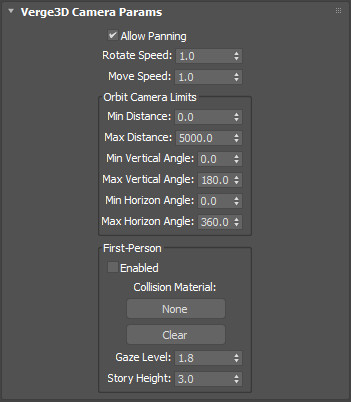 Verge3D Camera Params
Allow Panning
Rotate Speed: 1.0
Move Speed: 1.0
Orbit Camera Limits
Min Distance: 0.0
Max Distance: 5000.0
Min Vertical Angle: 0.0
Max Vertical Angle: 180.0
Min Horizon Angle: 0.0
Max Horizon Angle: 360.0
First-Person
Enabled
Collision Material:
None
Clear
Gaze Level: 1.8
Story Height: 3.0